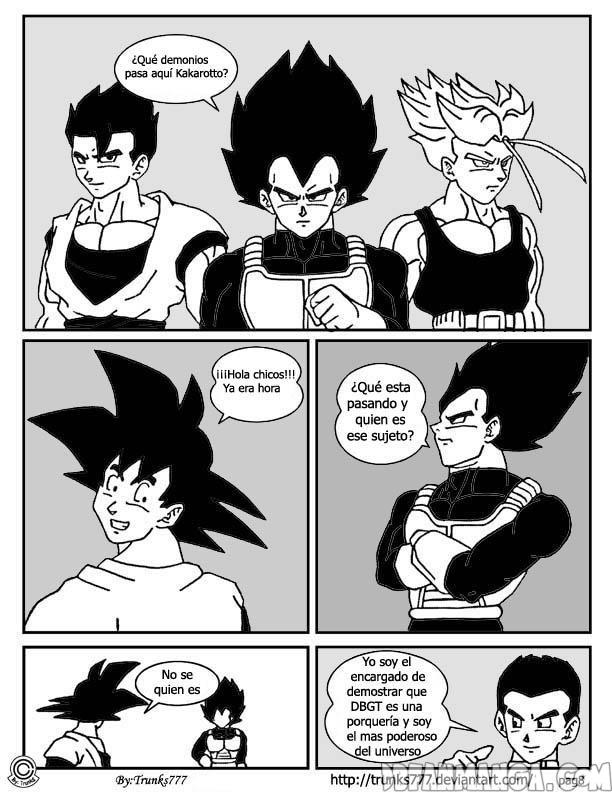 ¿Qué demonios
pasa aquí Kakarotto?
¡¡¡Hola chicos!!!
Ya era hora
¿Qué esta
pasando y
quien es
ese sujeto?
No se
quien es
Yo soy el
encargado de
demostrar que
DBGT es una
porquería y soy
el mas poderoso
del universo
By:Trunks777
http://trunks777.deviantart.com
pag8